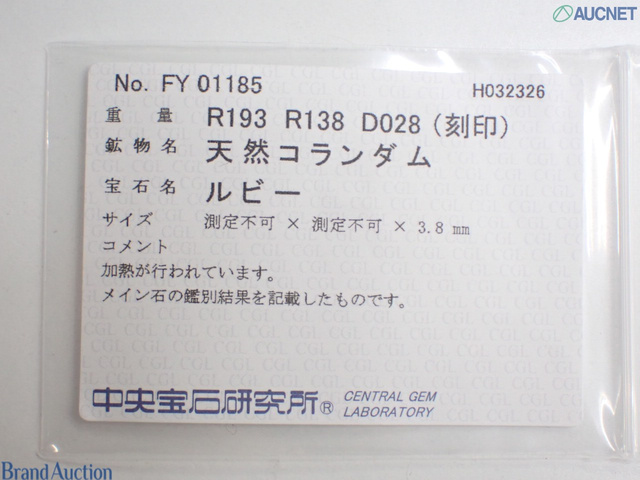 AUCNET
No. FY 01185
H032326
重 量 R193 R138 D028 (刻印)
鉱物名 天然コランダム
宝石名 ルビー
サイズ 測定不可 × 測定不可 × 3.8 mm
コメント
加熱が行われています。
メイン石の鑑別結果を記載したものです。
中央宝石研究所® CENTRAL GEM
LABORATORY
Brand Auction